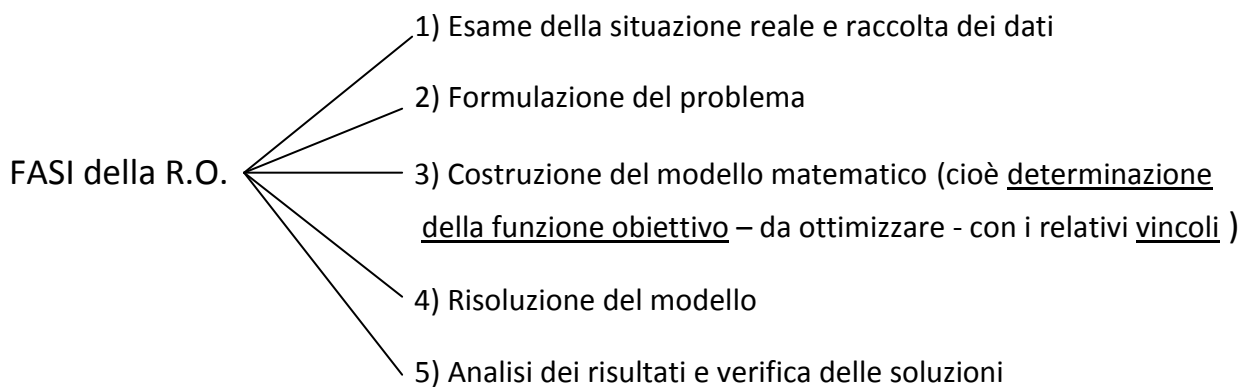 1) Esame della situazione reale e raccolta dei dati
2) Formulazione del problema
FASI della R.O.
3) Costruzione del modello matematico (cioè determinazione
della funzione obiettivo – da ottimizzare - con i relativi vincoli )
4) Risoluzione del modello
5) Analisi dei risultati e verifica delle soluzioni